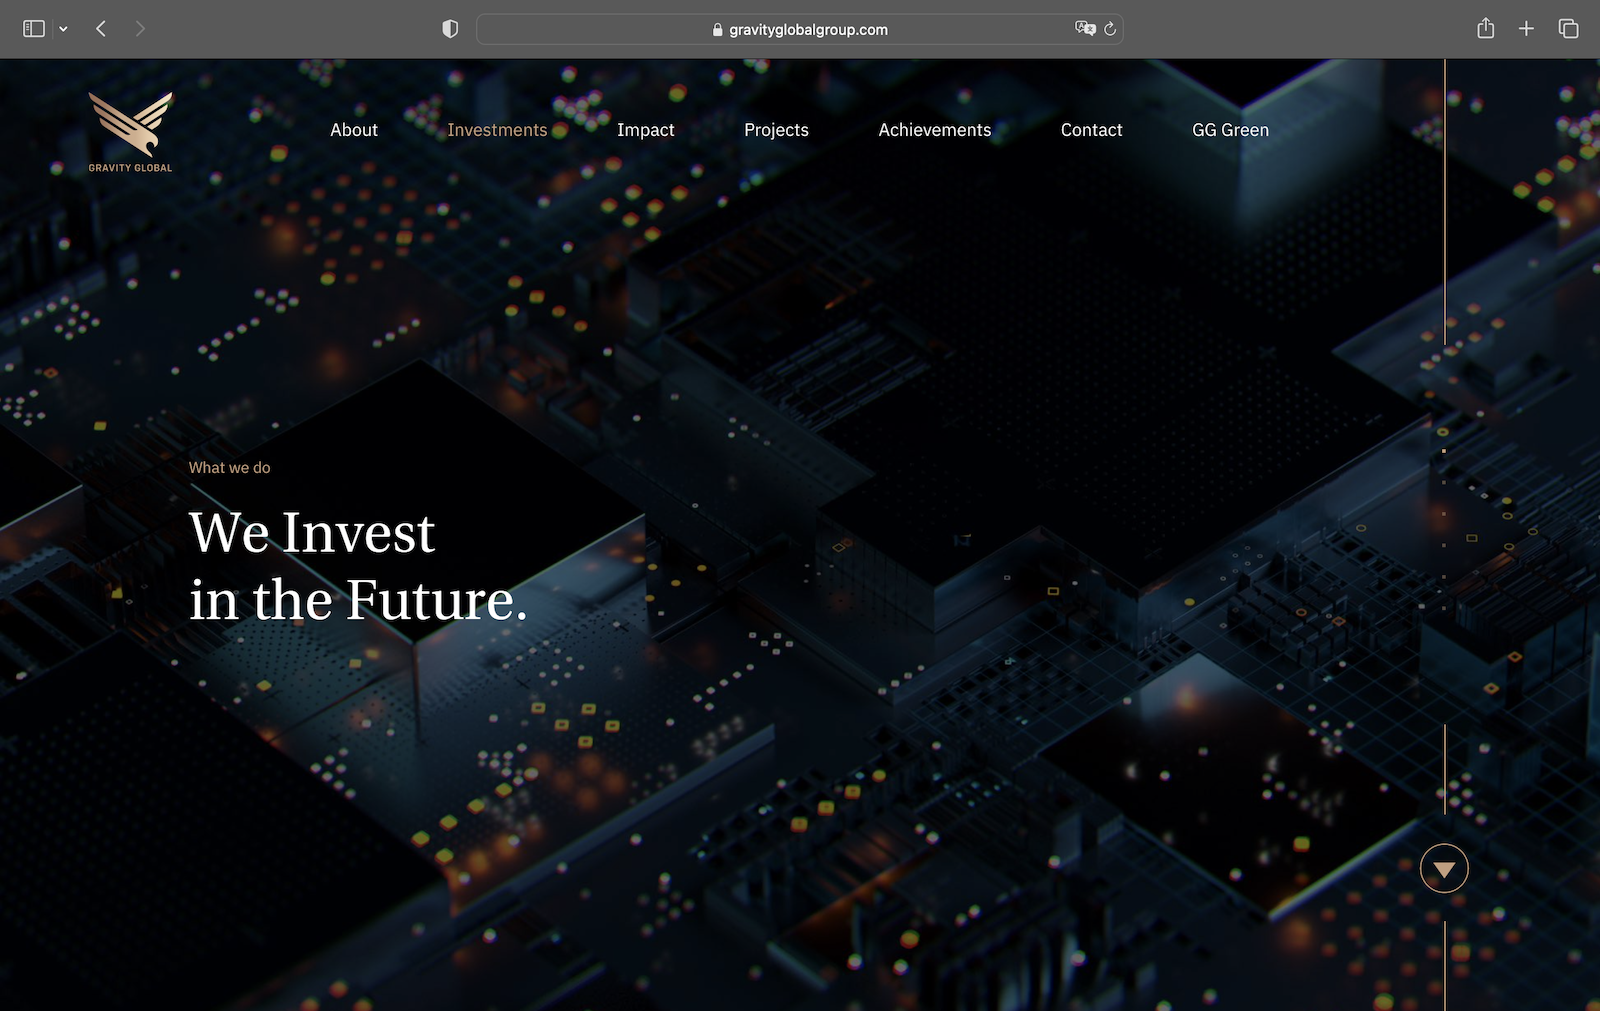 gravityglobalgroup.com
GRAVITY GLOBAL
About Investments Impact Projects Achievements Contact GG Green
What we do
We Invest
in the Future.